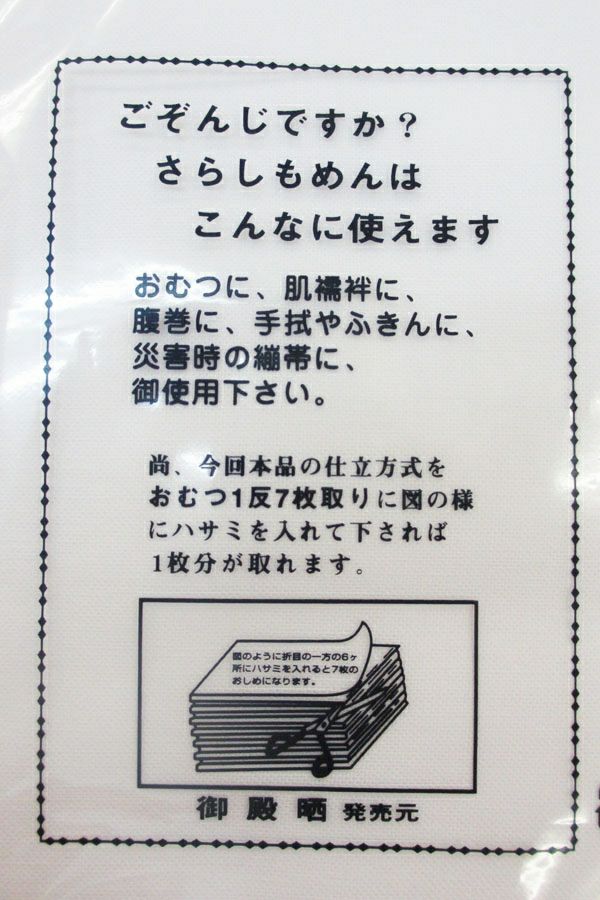 ごぞんじですか？
さらしもめんは
こんなに使えます
おむつに、肌襦袢に、
腹巻に、手拭やふきんに、
災害時の繃帯に、
御使用下さい。
尚、今回本品の仕立方式を
おむつ1反7枚取りに図の様
にハサミを入れて下されば
1枚分が取れます。
図のように折目の一方の6ヶ
所にハサミを入れると7枚の
おしめになります。
御殿晒 発売元